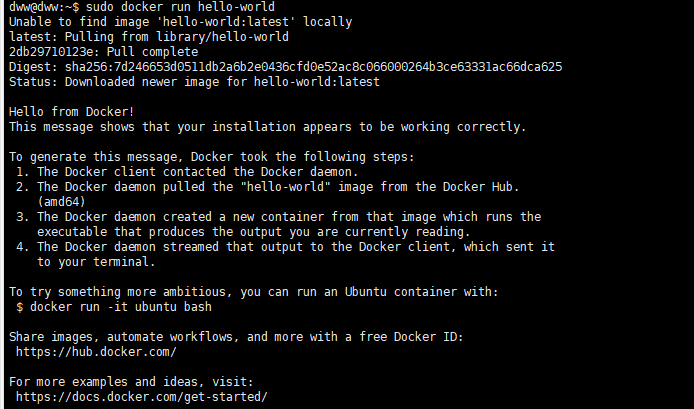 dww@dww:~$ sudo docker run hello-world
Unable to find image 'hello-world:latest' locally
latest: Pulling from library/hello-world
2db29710123e: Pull complete
Digest: sha256:7d246653d0511db2a6b2e0436cfd0e52ac8c066000264b3ce63331ac66dca625
Status: Downloaded newer image for hello-world:latest

Hello from Docker!
This message shows that your installation appears to be working correctly.

To generate this message, Docker took the following steps:
 1. The Docker client contacted the Docker daemon.
 2. The Docker daemon pulled the "hello-world" image from the Docker Hub.
    (amd64)
 3. The Docker daemon created a new container from that image which runs the
    executable that produces the output you are currently reading.
 4. The Docker daemon streamed that output to the Docker client, which sent it
    to your terminal.

To try something more ambitious, you can run an Ubuntu container with:
 $ docker run -it ubuntu bash

Share images, automate workflows, and more with a free Docker ID:
 https://hub.docker.com/

For more examples and ideas, visit:
 https://docs.docker.com/get-started/